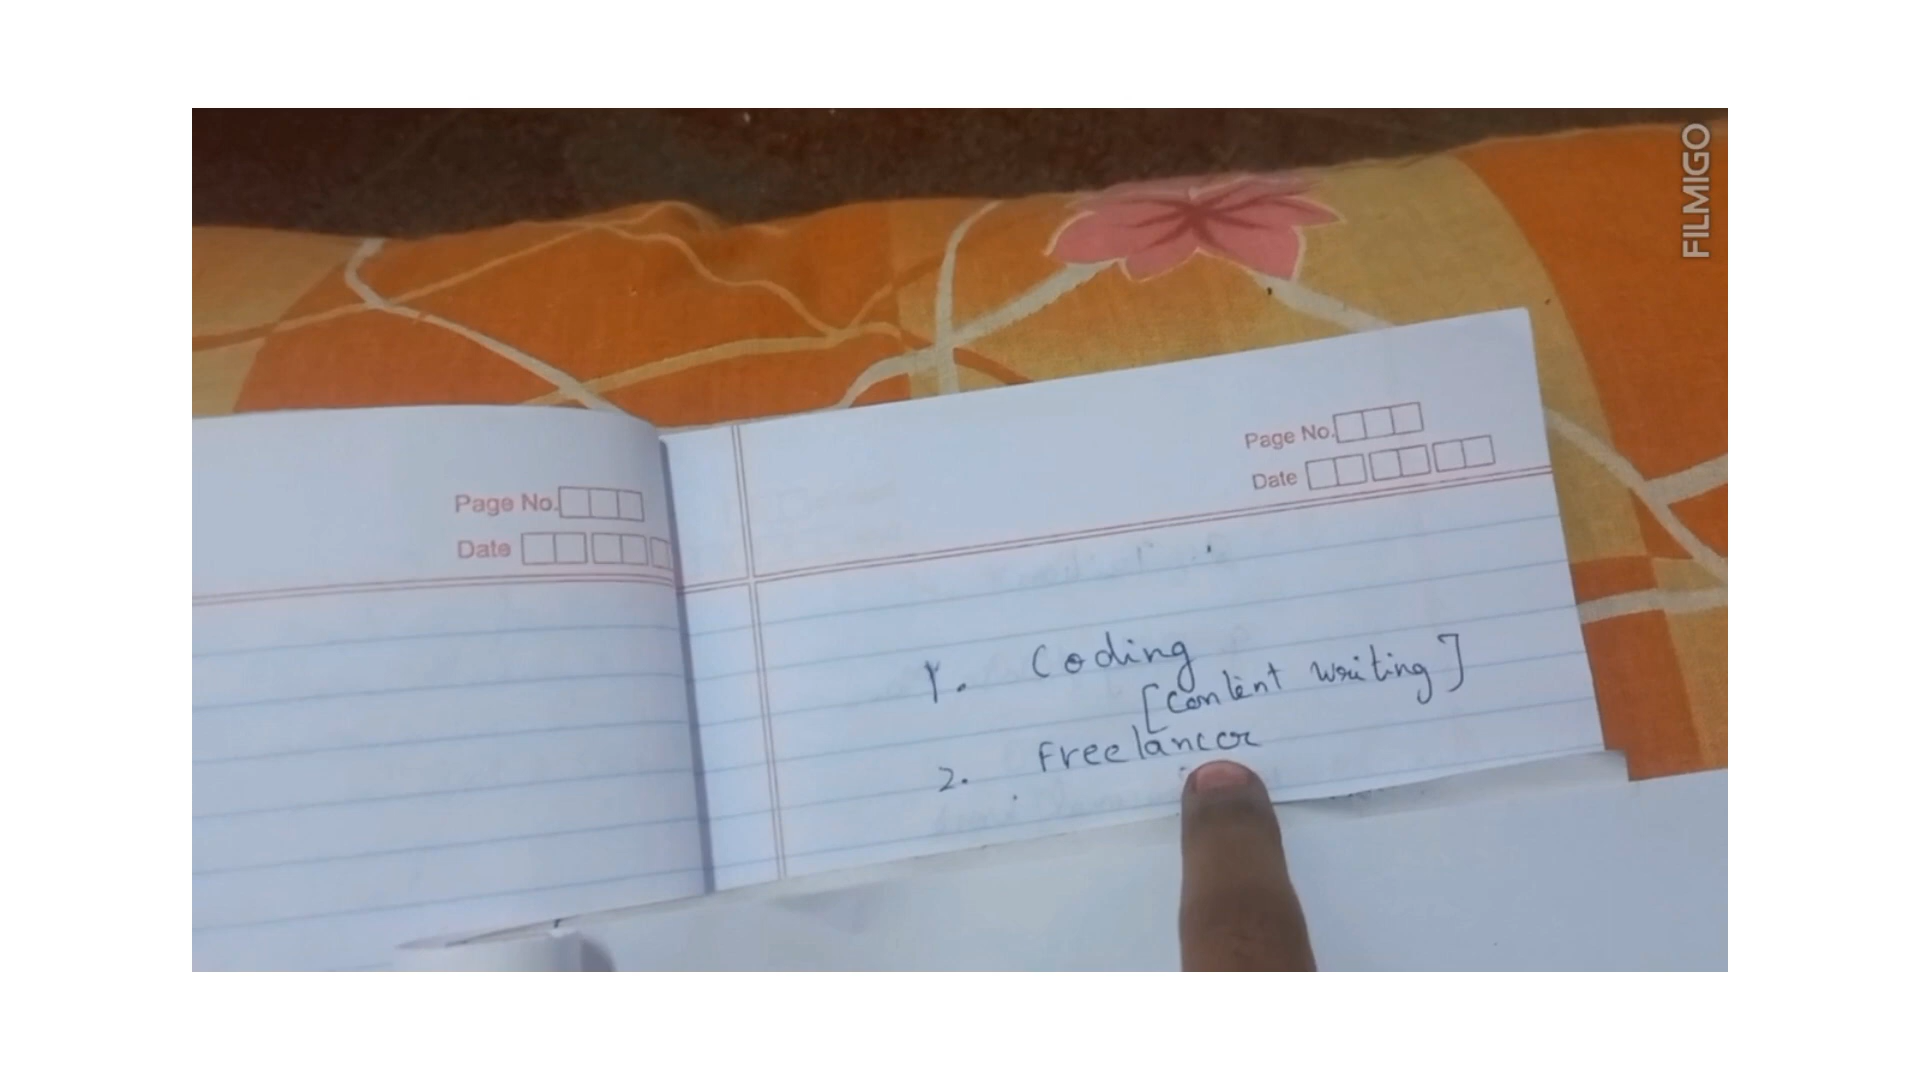 FILMIGO
Page No.
Date
Page No.
Date
1. Coding
[Content writing]
2. Freelancer